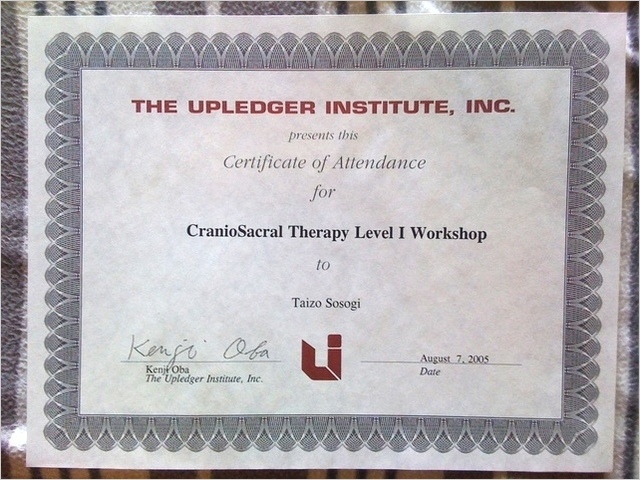 THE UPLEDGER INSTITUTE, INC.
presents this
Certificate of Attendance
for
CranioSacral Therapy Level I Workshop
to
Taizo Sosogi
Kenji Oba
Kenji Oba
The Upledger Institute, Inc.
ui
August 7, 2005
Date